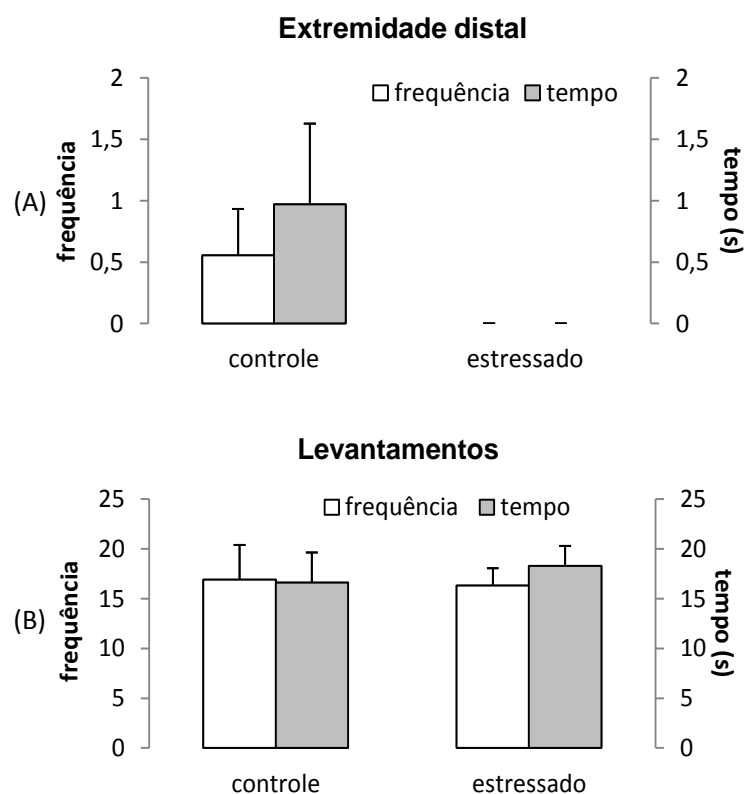 Extremidade distal
frequência tempo
(A)
frequência
2
1,5
1
0,5
0
tempo (s)
2
1,5
1
0,5
0
controle estressado
Levantamentos
frequência tempo
(B)
frequência
25
20
15
10
5
0
tempo (s)
25
20
15
10
5
0
controle estressado